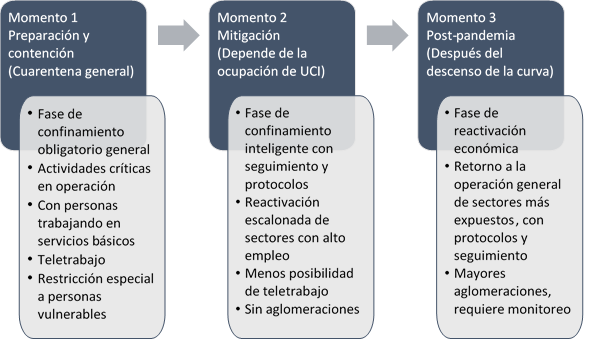 Momento 1
Preparación y
contención
(Cuarentena general)
• Fase de
confinamiento
obligatorio general
• Actividades críticas
en operación
• Con personas
trabajando en
servicios básicos
• Teletrabajo
• Restricción especial
a personas
vulnerables
Momento 2
Mitigación
(Depende de la
ocupación de UCI)
• Fase de
confinamiento
inteligente con
seguimiento y
protocolos
• Reactivación
escalonada de
sectores con alto
empleo
• Menos posibilidad
de teletrabajo
• Sin aglomeraciones
Momento 3
Post-pandemia
(Después del
descenso de la curva)
• Fase de
reactivación
económica
• Retorno a la
operación general
de sectores más
expuestos, con
protocolos y
seguimiento
• Mayores
aglomeraciones,
requiere monitoreo